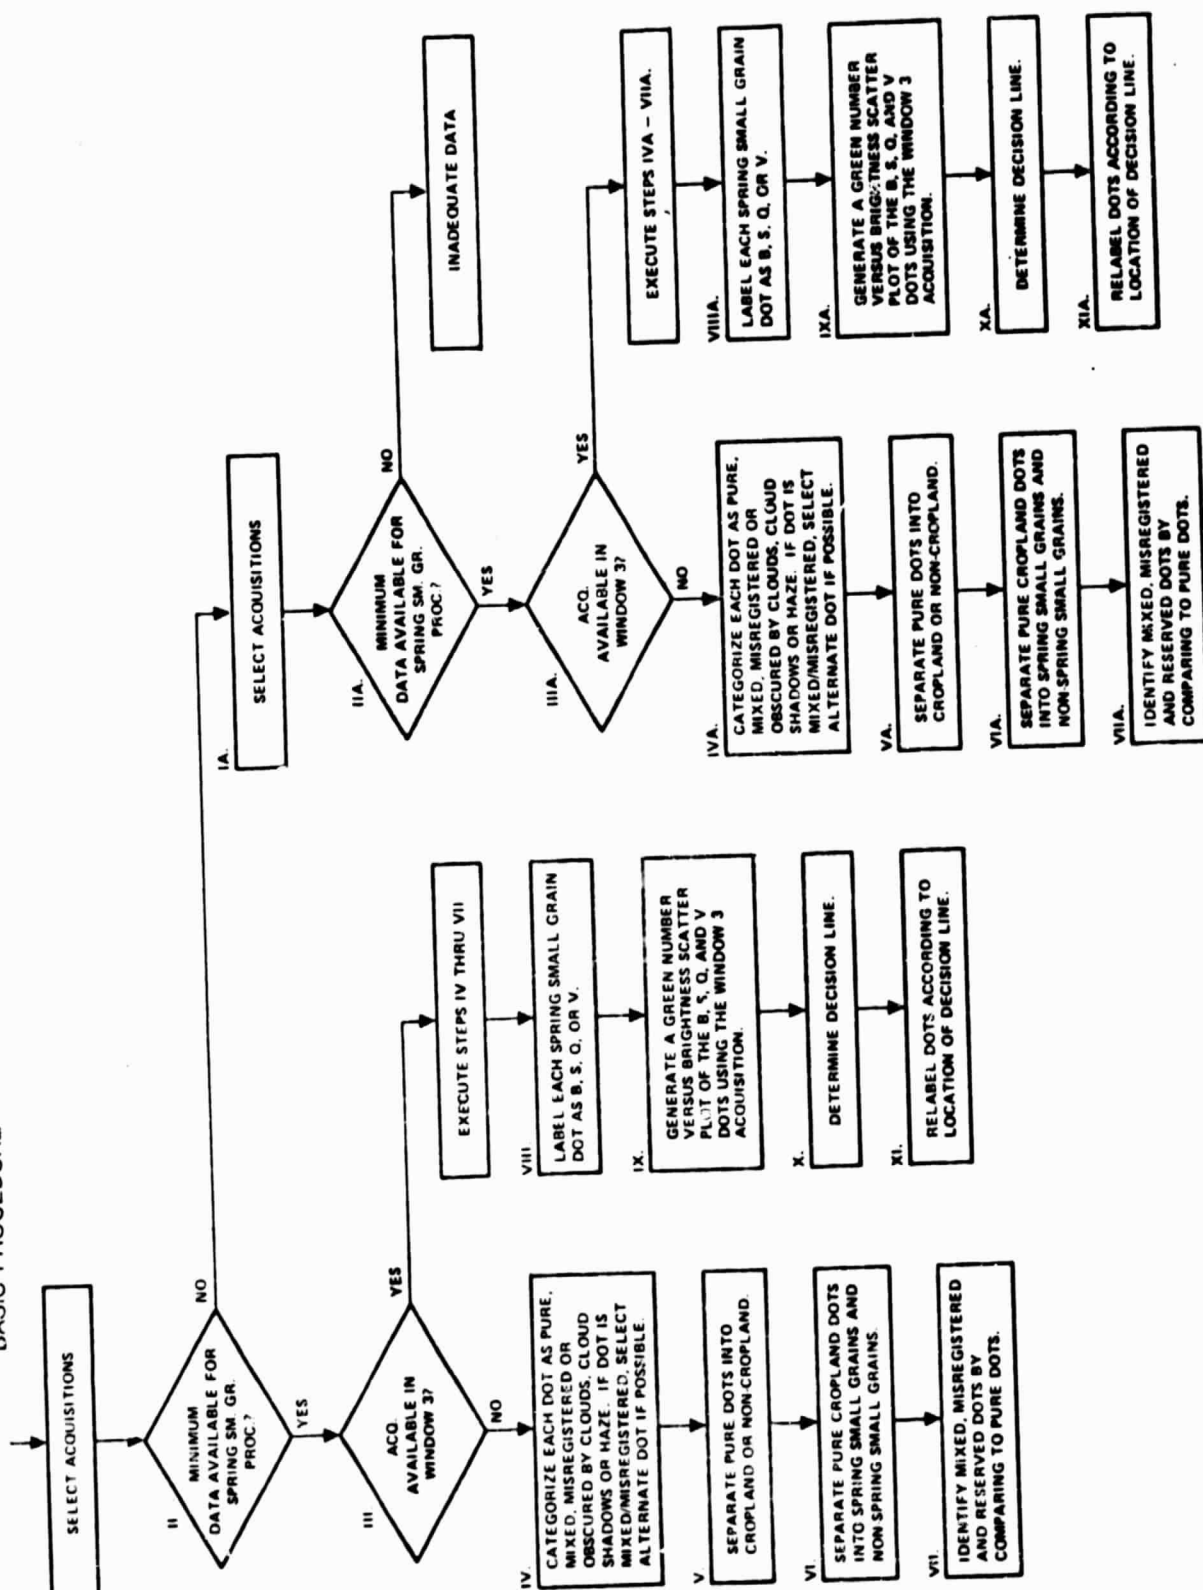 BASIC PROCEDURE
SELECT ACQUISITIONS
II
MINIMUM
DATA AVAILABLE FOR
SPRING SM. GR.
PROC.?
NO
YES
III
ACQ.
AVAILABLE IN
WINDOW 3?
YES
NO
IV.
CATEGORIZE EACH DOT AS PURE,
MIXED, MISREGISTERED OR
OBSCURED BY CLOUDS, CLOUD
SHADOWS OR HAZE. IF DOT IS
MIXED/MISREGISTERED, SELECT
ALTERNATE DOT IF POSSIBLE.
V.
SEPARATE PURE DOTS INTO
CROPLAND OR NON-CROPLAND.
VI.
SEPARATE PURE CROPLAND DOTS
INTO SPRING SMALL GRAINS AND
NON SPRING SMALL GRAINS.
VII.
IDENTIFY MIXED, MISREGISTERED
AND RESERVED DOTS BY
COMPARING TO PURE DOTS.
EXECUTE STEPS IV THRU VII
VIII
LABEL EACH SPRING SMALL GRAIN
DOT AS B, S, Q, OR V.
IX.
GENERATE A GREEN NUMBER
VERSUS BRIGHTNESS SCATTER
PLOT OF THE B, S, Q, AND V
DOTS USING THE WINDOW 3
ACQUISITION.
X.
DETERMINE DECISION LINE.
XI.
RELABEL DOTS ACCORDING TO
LOCATION OF DECISION LINE.
IA.
SELECT ACQUISITIONS
IIA.
MINIMUM
DATA AVAILABLE FOR
SPRING SM. GR.
PROC.?
NO
YES
INADEQUATE DATA
IIIA.
ACQ.
AVAILABLE IN
WINDOW 3?
YES
NO
IVA.
CATEGORIZE EACH DOT AS PURE,
MIXED, MISREGISTERED OR
OBSCURED BY CLOUDS, CLOUD
SHADOWS OR HAZE. IF DOT IS
MIXED/MISREGISTERED, SELECT
ALTERNATE DOT IF POSSIBLE.
VA.
SEPARATE PURE DOTS INTO
CROPLAND OR NON-CROPLAND.
VIA.
SEPARATE PURE CROPLAND DOTS
INTO SPRING SMALL GRAINS AND
NON-SPRING SMALL GRAINS.
VIIA.
IDENTIFY MIXED, MISREGISTERED
AND RESERVED DOTS BY
COMPARING TO PURE DOTS.
EXECUTE STEPS IVA - VIIA.
VIIIA.
LABEL EACH SPRING SMALL GRAIN
DOT AS B, S, Q, OR V.
IXA.
GENERATE A GREEN NUMBER
VERSUS BRIGHTNESS SCATTER
PLOT OF THE B, S, Q, AND V
DOTS USING THE WINDOW 3
ACQUISITION.
XA.
DETERMINE DECISION LINE.
XIA.
RELABEL DOTS ACCORDING TO
LOCATION OF DECISION LINE.